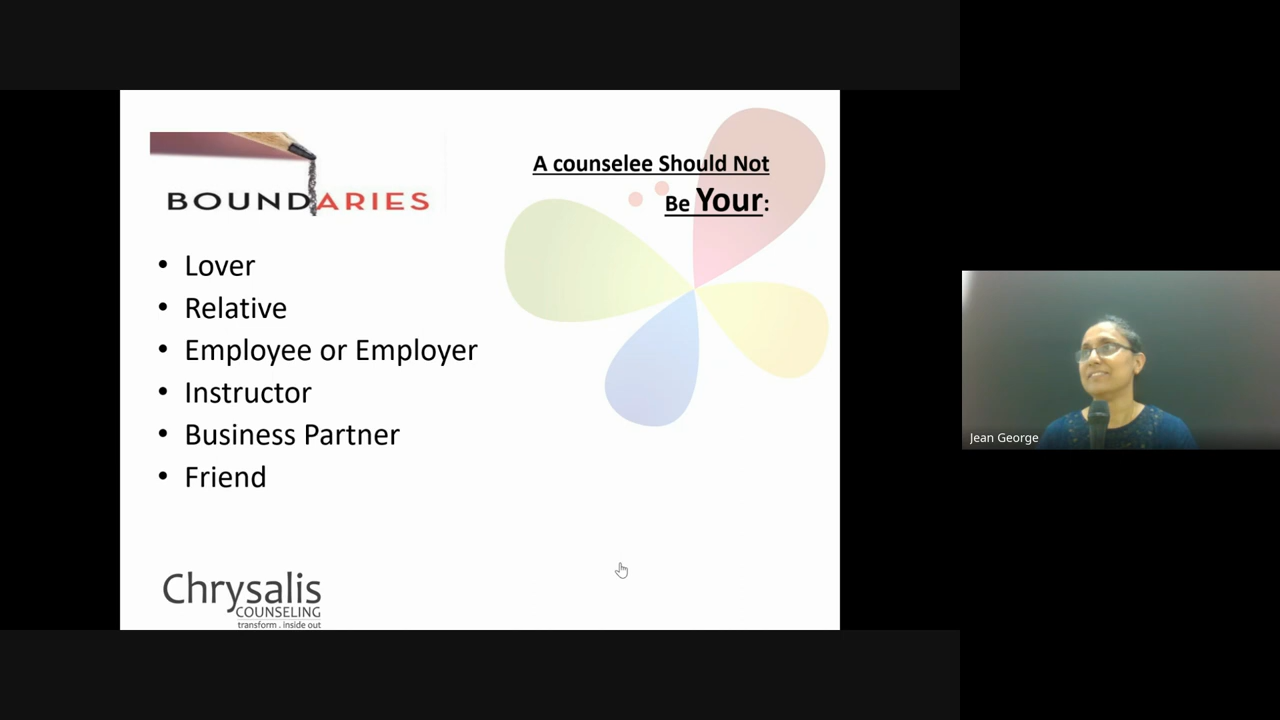 BOUNDARIES
A counselee Should Not
Be Your:
• Lover
• Relative
• Employee or Employer
• Instructor
• Business Partner
• Friend
Chrysalis
COUNSELING
transform . inside out
Jean George